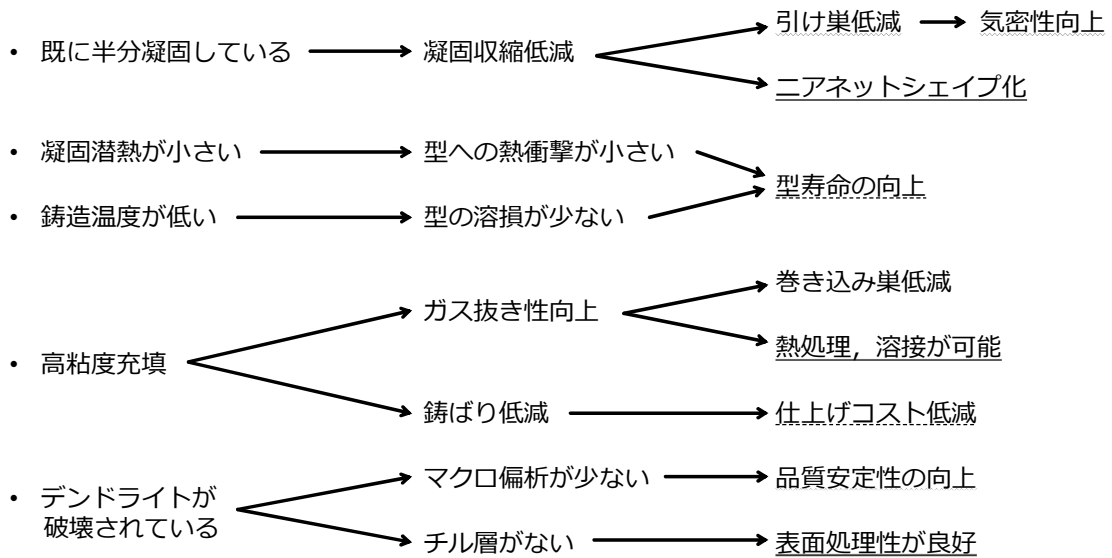 引け巣低減 気密性向上
• 既に半分凝固している 凝固収縮低減
ニアネットシェイプ化
• 凝固潜熱が小さい 型への熱衝撃が小さい
型寿命の向上
• 鋳造温度が低い 型の溶損が少ない
巻き込み巣低減
ガス抜き性向上
熱処理，溶接が可能
• 高粘度充填
鋳ばり低減 仕上げコスト低減
マクロ偏析が少ない 品質安定性の向上
• デンドライトが
破壊されている
チル層がない 表面処理性が良好